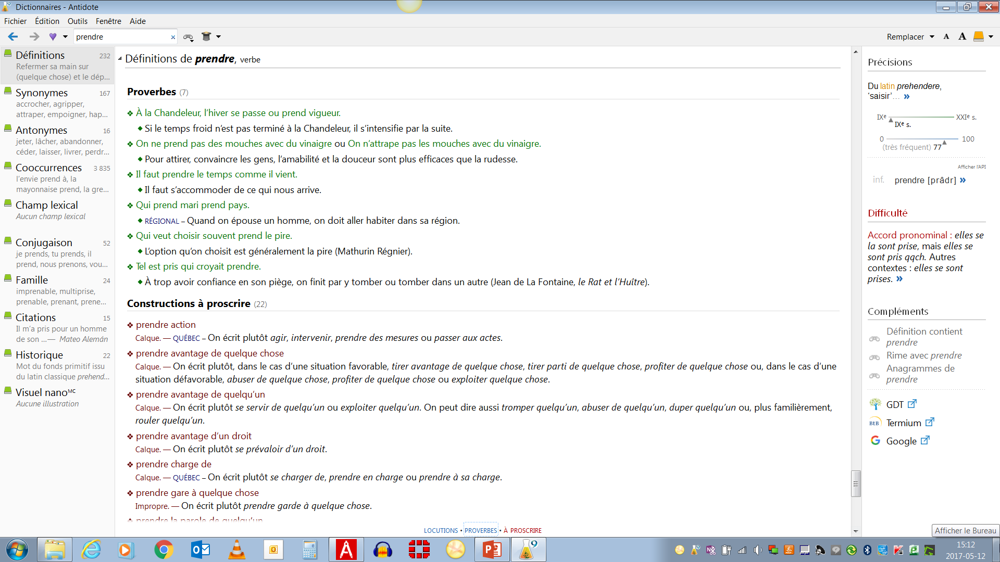 Dictionnaires - Antidote
Fichier Édition Outils Fenêtre Aide
prendre
Remplacer A A
Définitions 232
Refermer sa main sur
(quelque chose) et le dép...
Synonymes 167
accrocher, agripper,
attraper, empoigner, hap...
Antonymes 16
jeter, lâcher, abandonner,
céder, laisser, livrer, perdr...
Cooccurrences 3 835
l'envie prend à, la
mayonnaise prend, la gre...
Champ lexical
Aucun champ lexical
Conjugaison 52
je prends, tu prends, il
prend, nous prenons, vou...
Famille 24
imprenable, multiprise,
prenable, prenant, prene...
Citations 15
Il m'a pris pour un homme
de son ...— Mateo Alemán
Historique 22
Mot du fonds primitif issu
du latin classique prehend...
Visuel nanoMC
Aucune illustration
Définitions de prendre, verbe
Proverbes (7)
À la Chandeleur, l'hiver se passe ou prend vigueur.
Si le temps froid n'est pas terminé à la Chandeleur, il s'intensifie par la suite.
On ne prend pas des mouches avec du vinaigre ou On n'attrape pas les mouches avec du vinaigre.
Pour attirer, convaincre les gens, l'amabilité et la douceur sont plus efficaces que la rudesse.
Il faut prendre le temps comme il vient.
Il faut s'accommoder de ce qui nous arrive.
Qui prend mari prend pays.
RÉGIONAL – Quand on épouse un homme, on doit aller habiter dans sa région.
Qui veut choisir souvent prend le pire.
L'option qu'on choisit est généralement la pire (Mathurin Régnier).
Tel est pris qui croyait prendre.
À trop avoir confiance en son piège, on finit par y tomber ou tomber dans un autre (Jean de La Fontaine, le Rat et l'Huître).
Constructions à proscrire (22)
prendre action
Calque. — QUÉBEC – On écrit plutôt agir, intervenir, prendre des mesures ou passer aux actes.
prendre avantage de quelque chose
Calque. — On écrit plutôt, dans le cas d'une situation favorable, tirer avantage de quelque chose, tirer parti de quelque chose, profiter de quelque chose ou, dans le cas d'une
situation défavorable, abuser de quelque chose, profiter de quelque chose ou exploiter quelque chose.
prendre avantage de quelqu'un
Calque. — On écrit plutôt se servir de quelqu'un ou exploiter quelqu'un. On peut dire aussi tromper quelqu'un, abuser de quelqu'un, duper quelqu'un ou, plus familièrement,
rouler quelqu'un.
prendre avantage d'un droit
Calque. — On écrit plutôt se prévaloir d'un droit.
prendre charge de
Calque. — QUÉBEC – On écrit plutôt se charger de, prendre en charge ou prendre à sa charge.
prendre gare à quelque chose
Impropre. — On écrit plutôt prendre garde à quelque chose.
prendre la parole de quelqu'un
LOCUTIONS • PROVERBES • À PROSCRIRE
Précisions
Du latin prehendere,
'saisir'... »
IXe XXIe s.
IXe s.
0 100
(très fréquent) 77
Afficher l'API
inf. prendre [prâdr] »
Difficulté
Accord pronominal : elles se
la sont prise, mais elles se
sont pris qqch. Autres
contextes : elles se sont
prises. »
Compléments
Définition contient
prendre
Rime avec prendre
Anagrammes de
prendre
GDT
BtB Termium
Google
Afficher le Bureau
15:12
2017-05-12